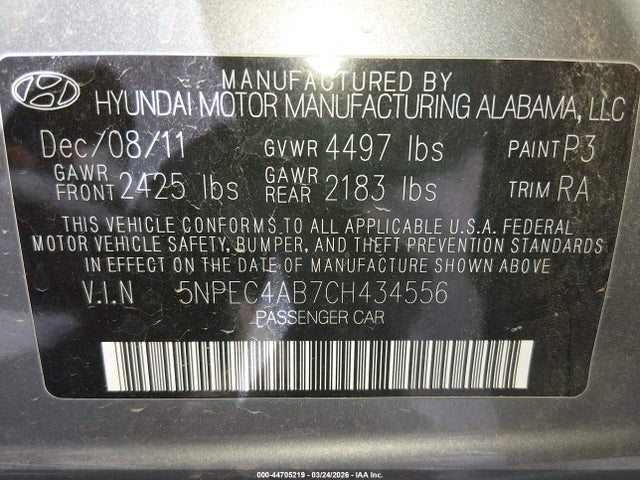 MANUFACTURED BY
HYUNDAI MOTOR MANUFACTURING ALABAMA, LLC
Dec/08/11 GVWR 4497 lbs PAINT P3
GAWR FRONT 2425 lbs GAWR REAR 2183 lbs TRIM RA
THIS VEHICLE CONFORMS TO ALL APPLICABLE U.S.A. FEDERAL
MOTOR VEHICLE SAFETY, BUMPER, AND THEFT PREVENTION STANDARDS
IN EFFECT ON THE DATE OF MANUFACTURE SHOWN ABOVE
V.I.N 5NPEC4AB7CH434556
PASSENGER CAR
000-44705219 - 03/24/2026 - IAA Inc.